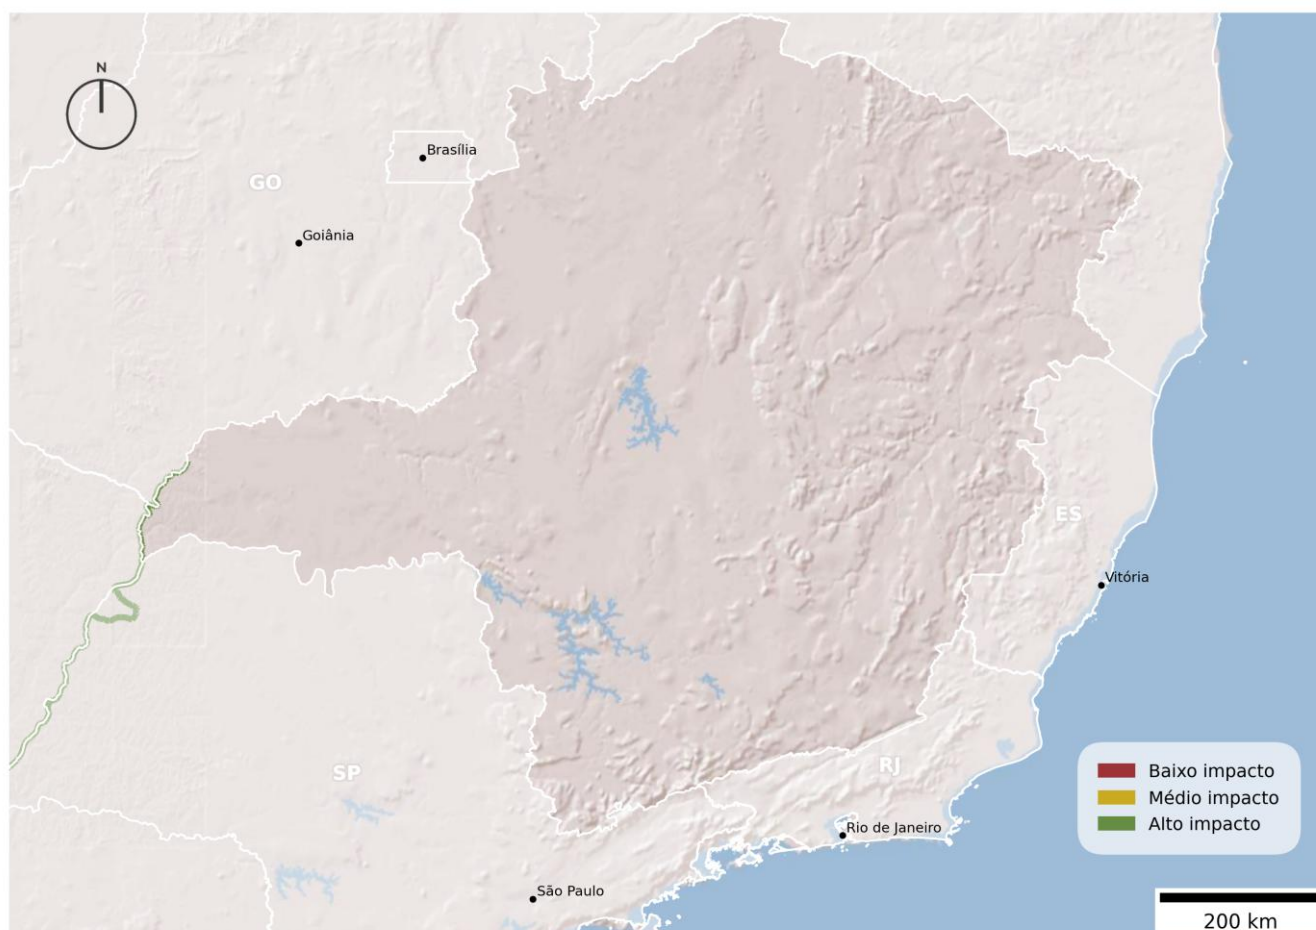 N
Brasília
GO
Goiânia
ES
Vitória
SP
RJ
Rio de Janeiro
São Paulo
Baixo impacto
Médio impacto
Alto impacto
200 km